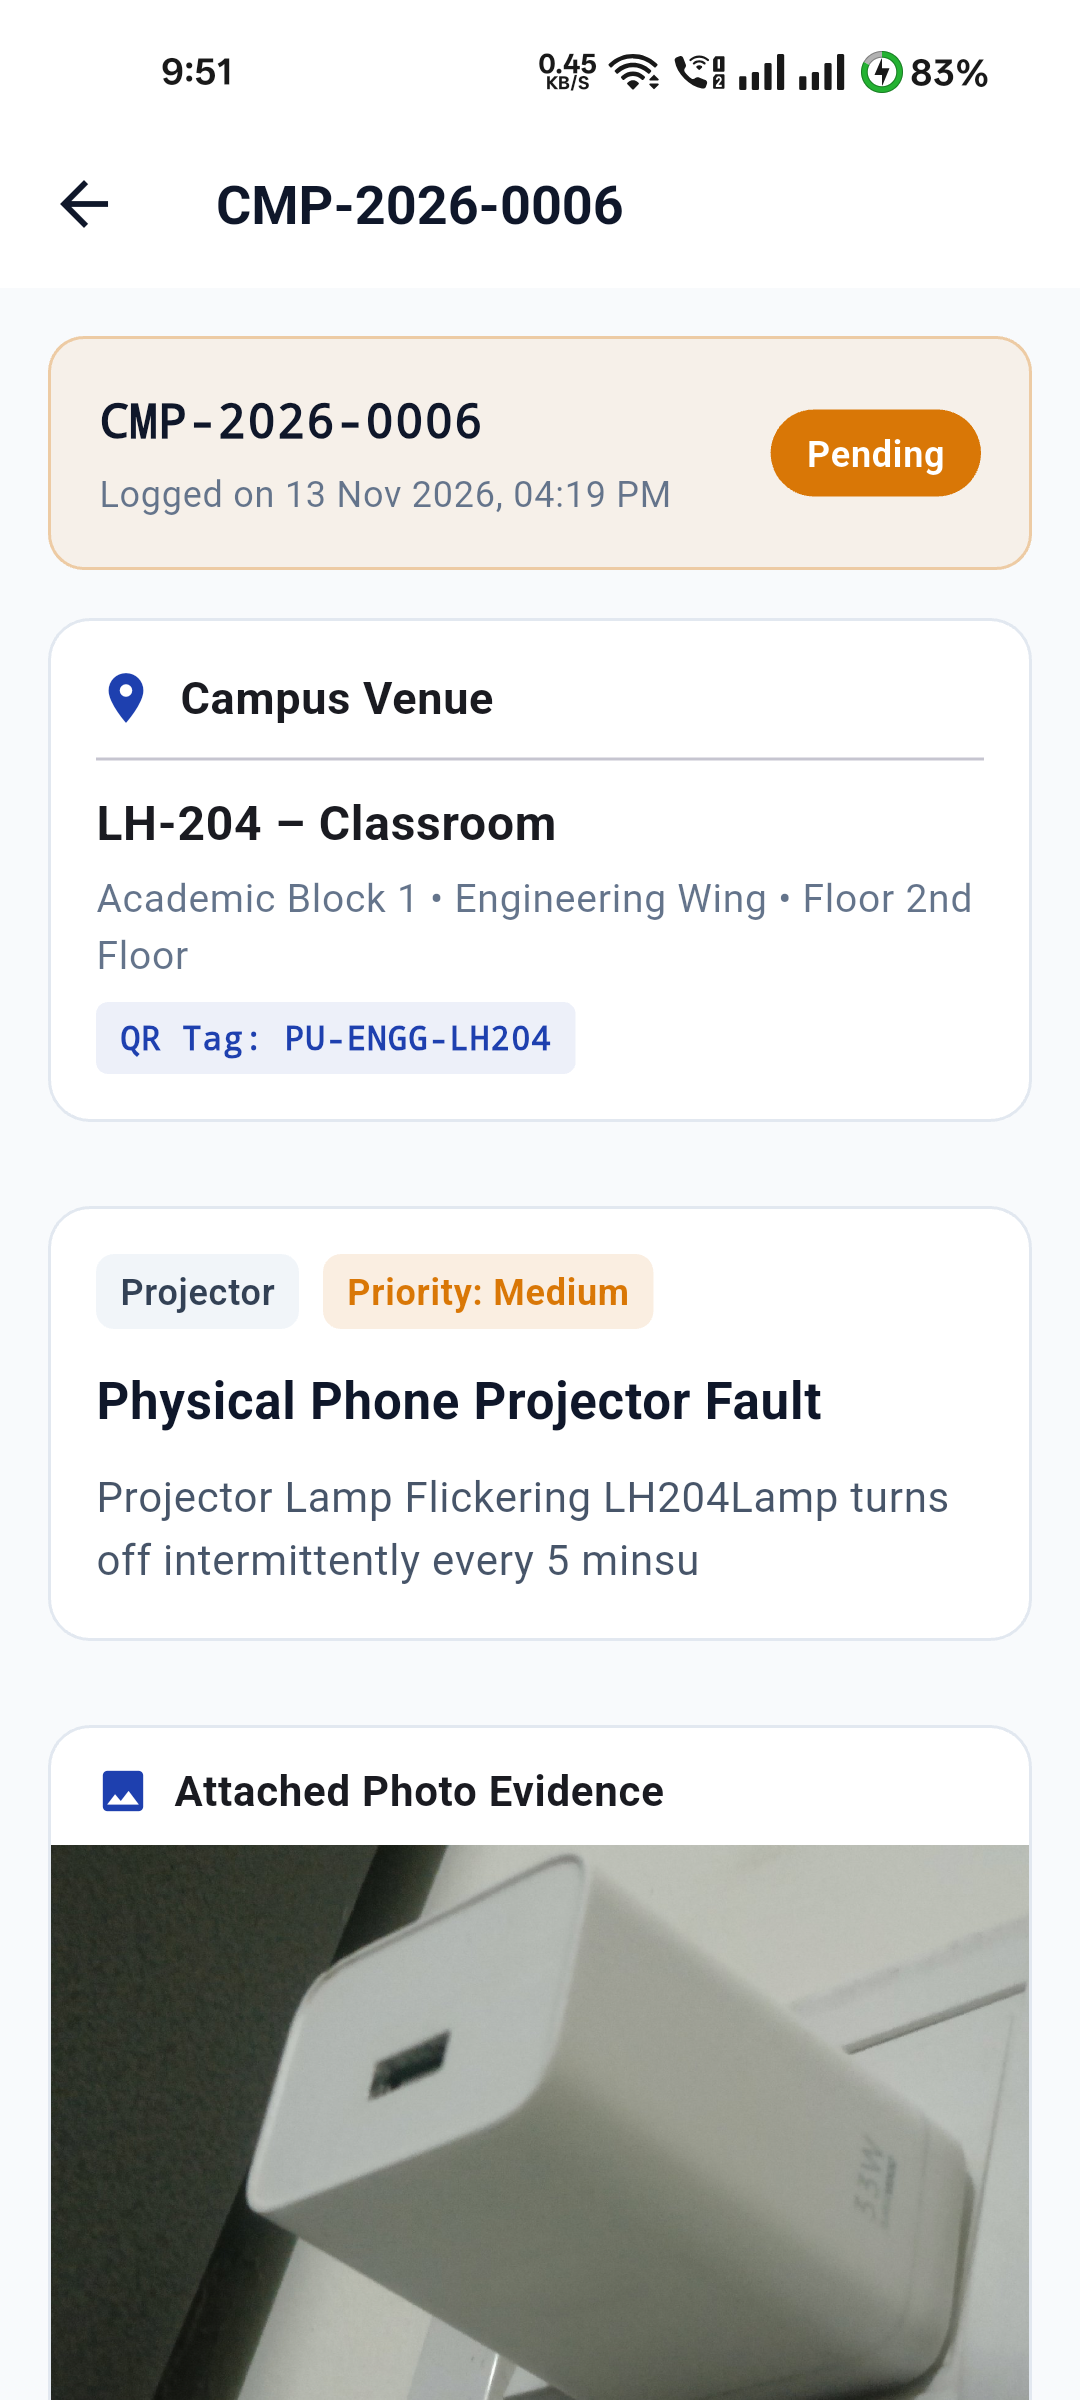 9:51
0.45
KB/S
1
2
83%
CMP-2026-0006
CMP-2026-0006
Logged on 13 Nov 2026, 04:19 PM
Pending
Campus Venue
LH-204 – Classroom
Academic Block 1 • Engineering Wing • Floor 2nd
Floor
QR Tag: PU-ENGG-LH204
Projector
Priority: Medium
Physical Phone Projector Fault
Projector Lamp Flickering LH204Lamp turns
off intermittently every 5 minsu
Attached Photo Evidence
33W